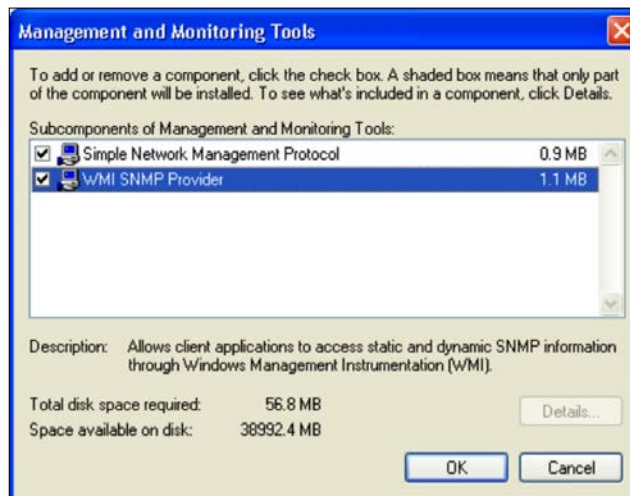 Management and Monitoring Tools
To add or remove a component, click the check box. A shaded box means that only part
of the component will be installed. To see what's included in a component, click Details.
Subcomponents of Management and Monitoring Tools:
Simple Network Management Protocol 0.9 MB
WMI SNMP Provider 1.1 MB
Description: Allows client applications to access static and dynamic SNMP information
through Windows Management Instrumentation (WMI).
Total disk space required: 56.8 MB
Details...
Space available on disk: 38992.4 MB
OK Cancel